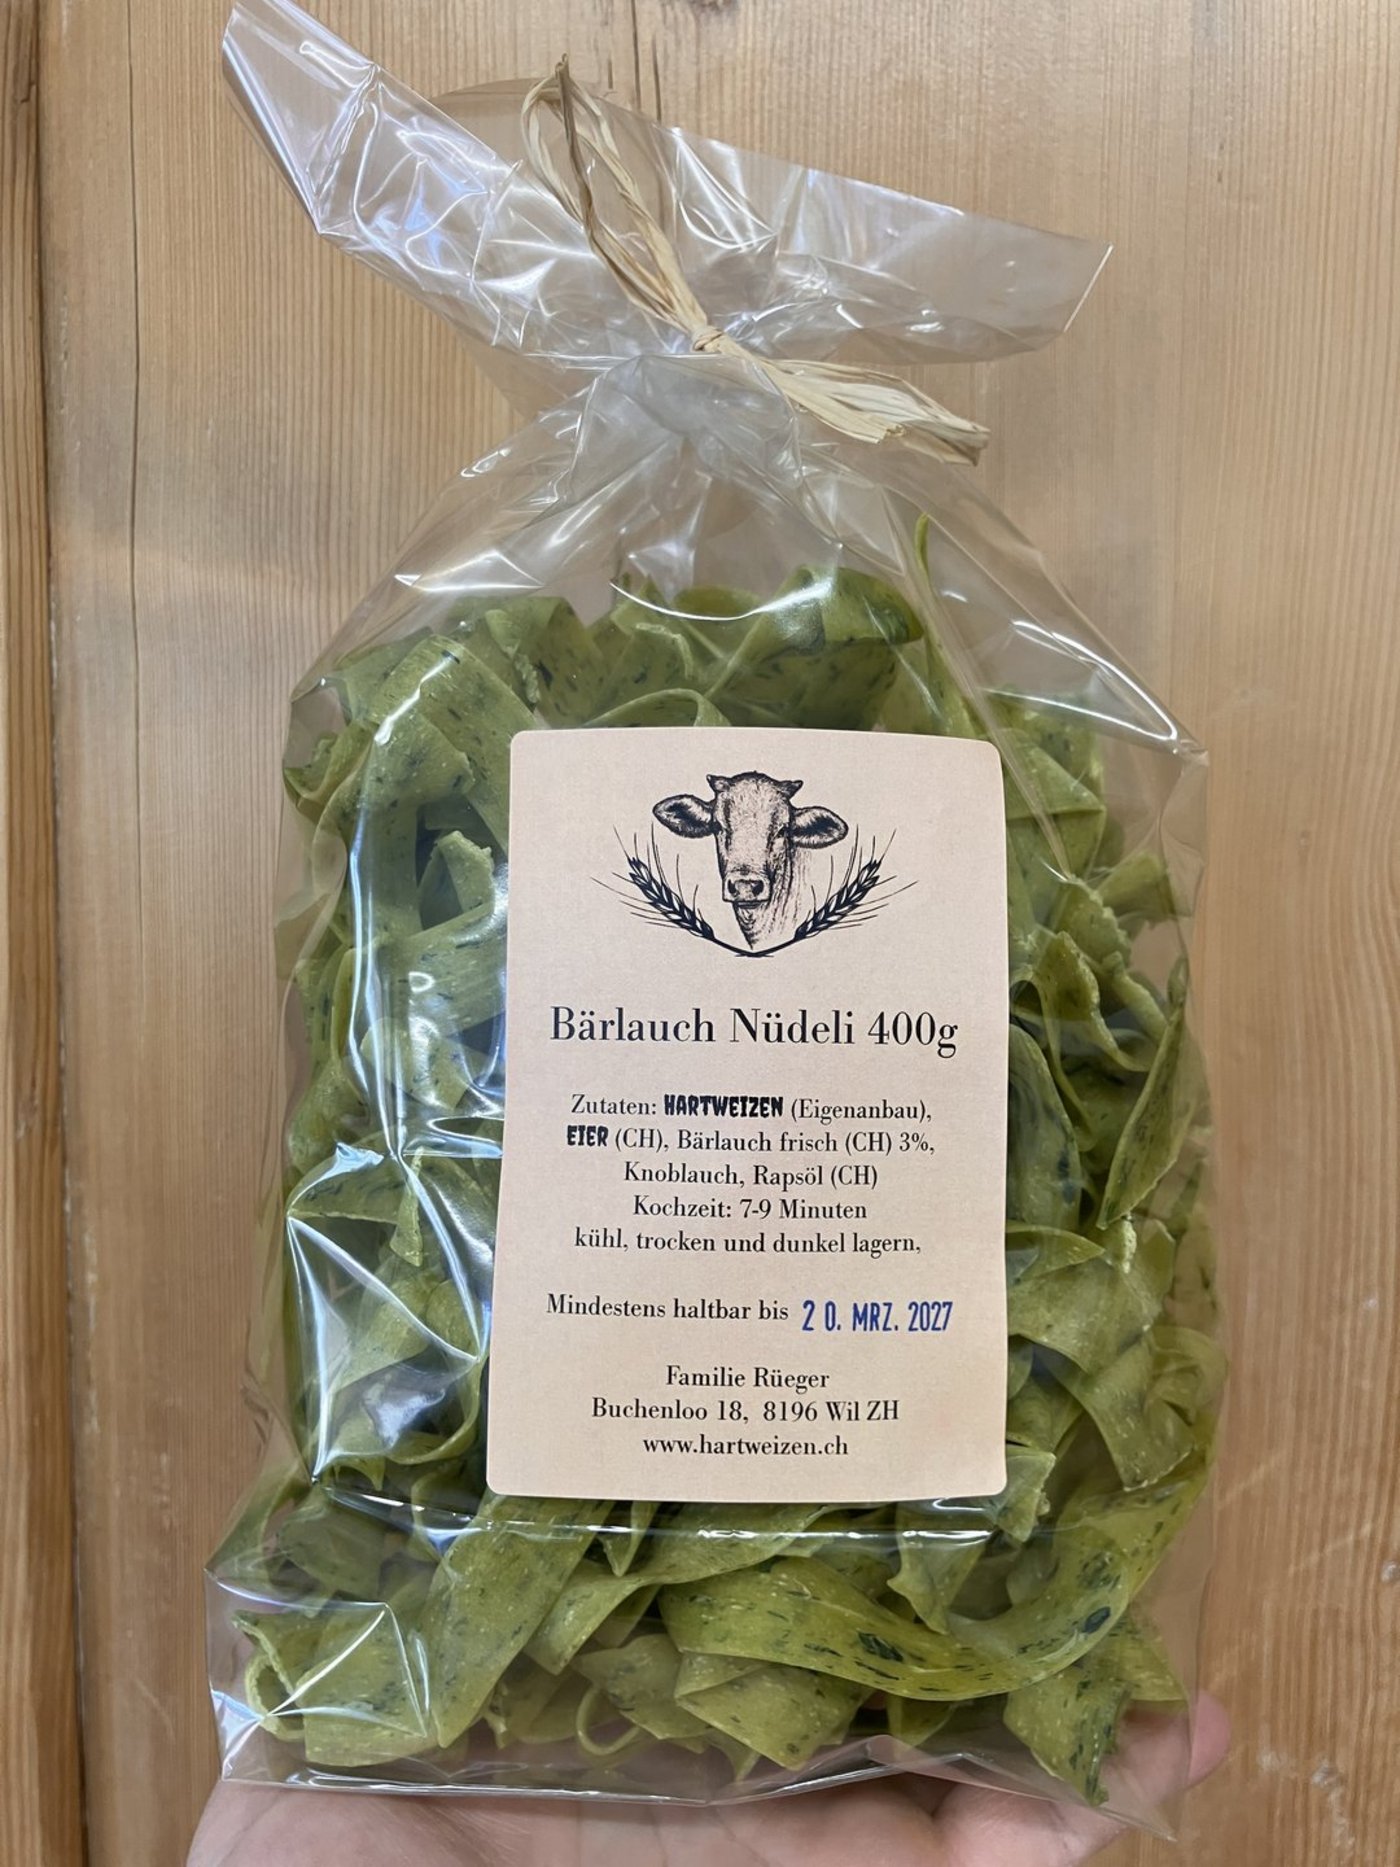 Bärlauch Nüdeli 400g
Zutaten: HARTWEIZEN (Eigenanbau),
EIER (CH), Bärlauch frisch (CH) 3%,
Knoblauch, Rapsöl (CH)
Kochzeit: 7-9 Minuten
kühl, trocken und dunkel lagern,
Mindestens haltbar bis 20. MRZ. 2027
Familie Rüeger
Buchenloo 18, 8196 Wil ZH
www.hartweizen.ch